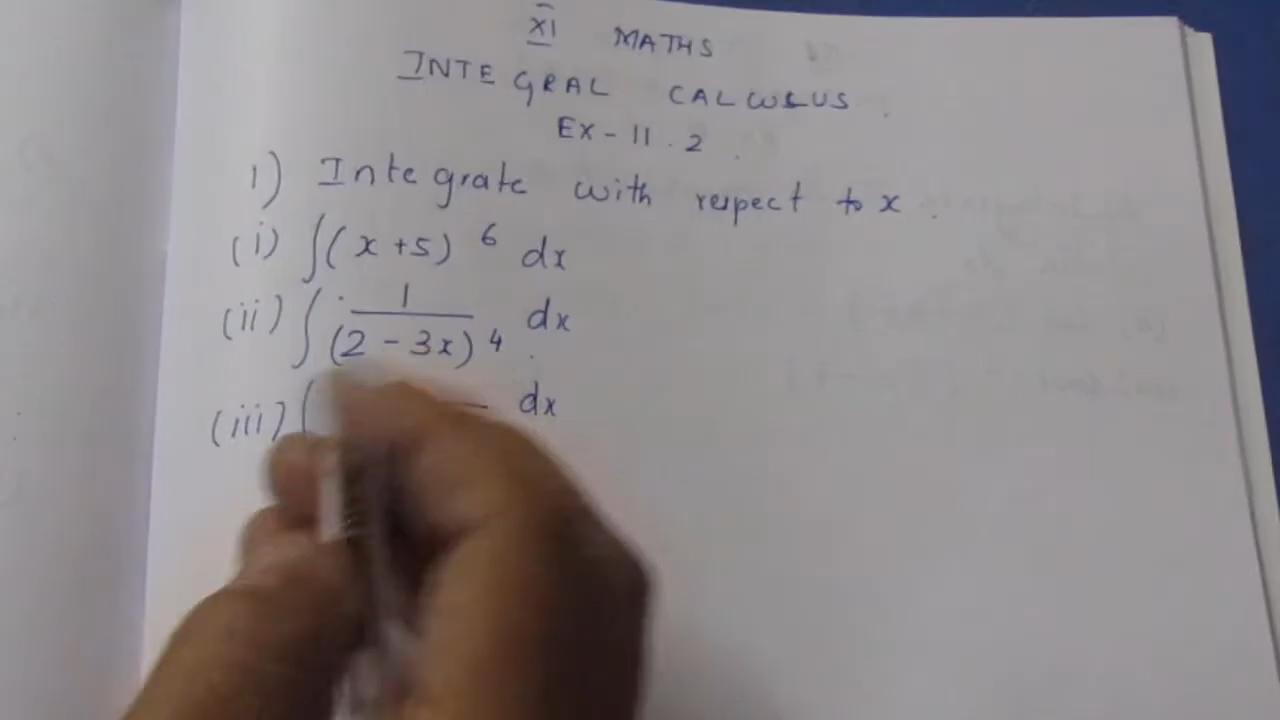 XI MATHS
INTEGRAL CALCULUS
Ex - 11.2.
1) Integrate with respect to x.
(i) ∫(x+5)^6 dx
(ii) ∫ 1/(2-3x)^4 dx
(iii) ∫ dx